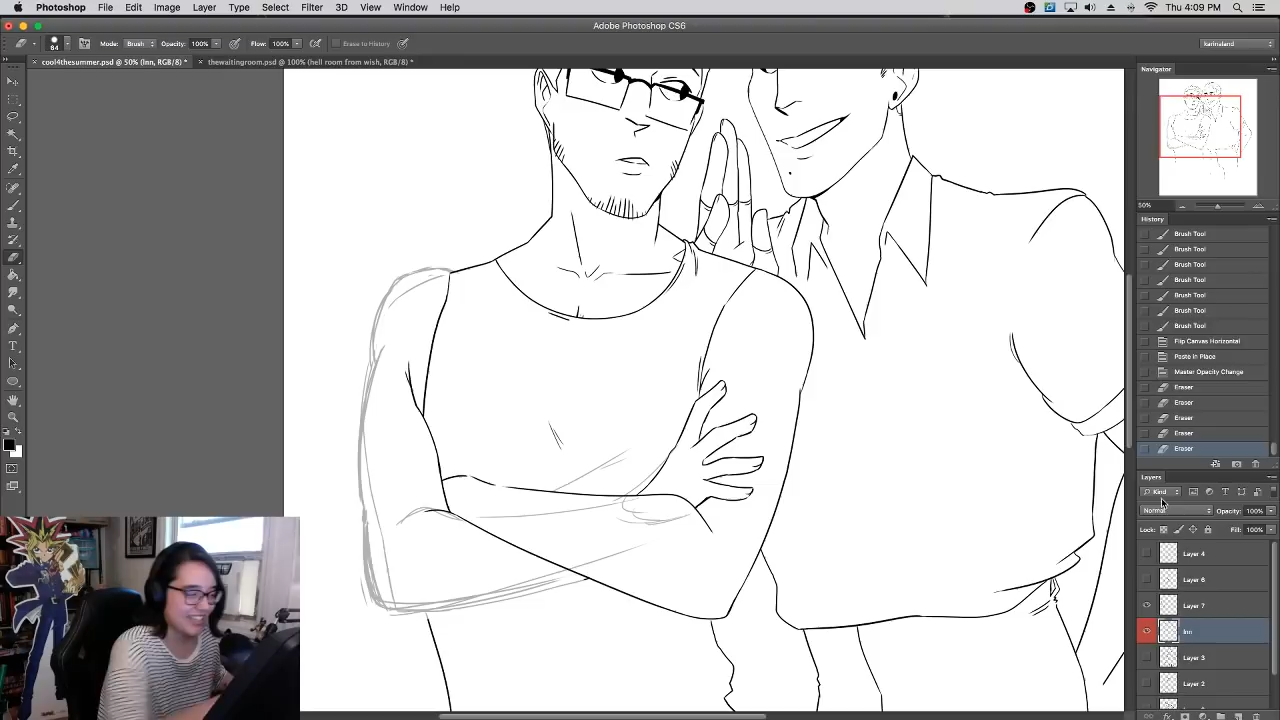 Photoshop File Edit Image Layer Type Select Filter 3D View Window Help Thu 4:09 PM
Adobe Photoshop CS6
84 Mode: Brush Opacity: 100% Flow: 100% Erase to History karinaland
cool4thesummer.psd @ 50% (Inn, RGB/8) * thewaitingroom.psd @ 100% (hell room from wish, RGB/8) *
Navigator
50%
History
Brush Tool
Brush Tool
Brush Tool
Brush Tool
Brush Tool
Brush Tool
Brush Tool
Flip Canvas Horizontal
Paste in Place
Master Opacity Change
Eraser
Eraser
Eraser
Eraser
Eraser
Layers
Kind
Normal Opacity: 100%
Lock: Fill: 100%
Layer 4
Layer 6
Layer 7
Inn
Layer 3
Layer 2